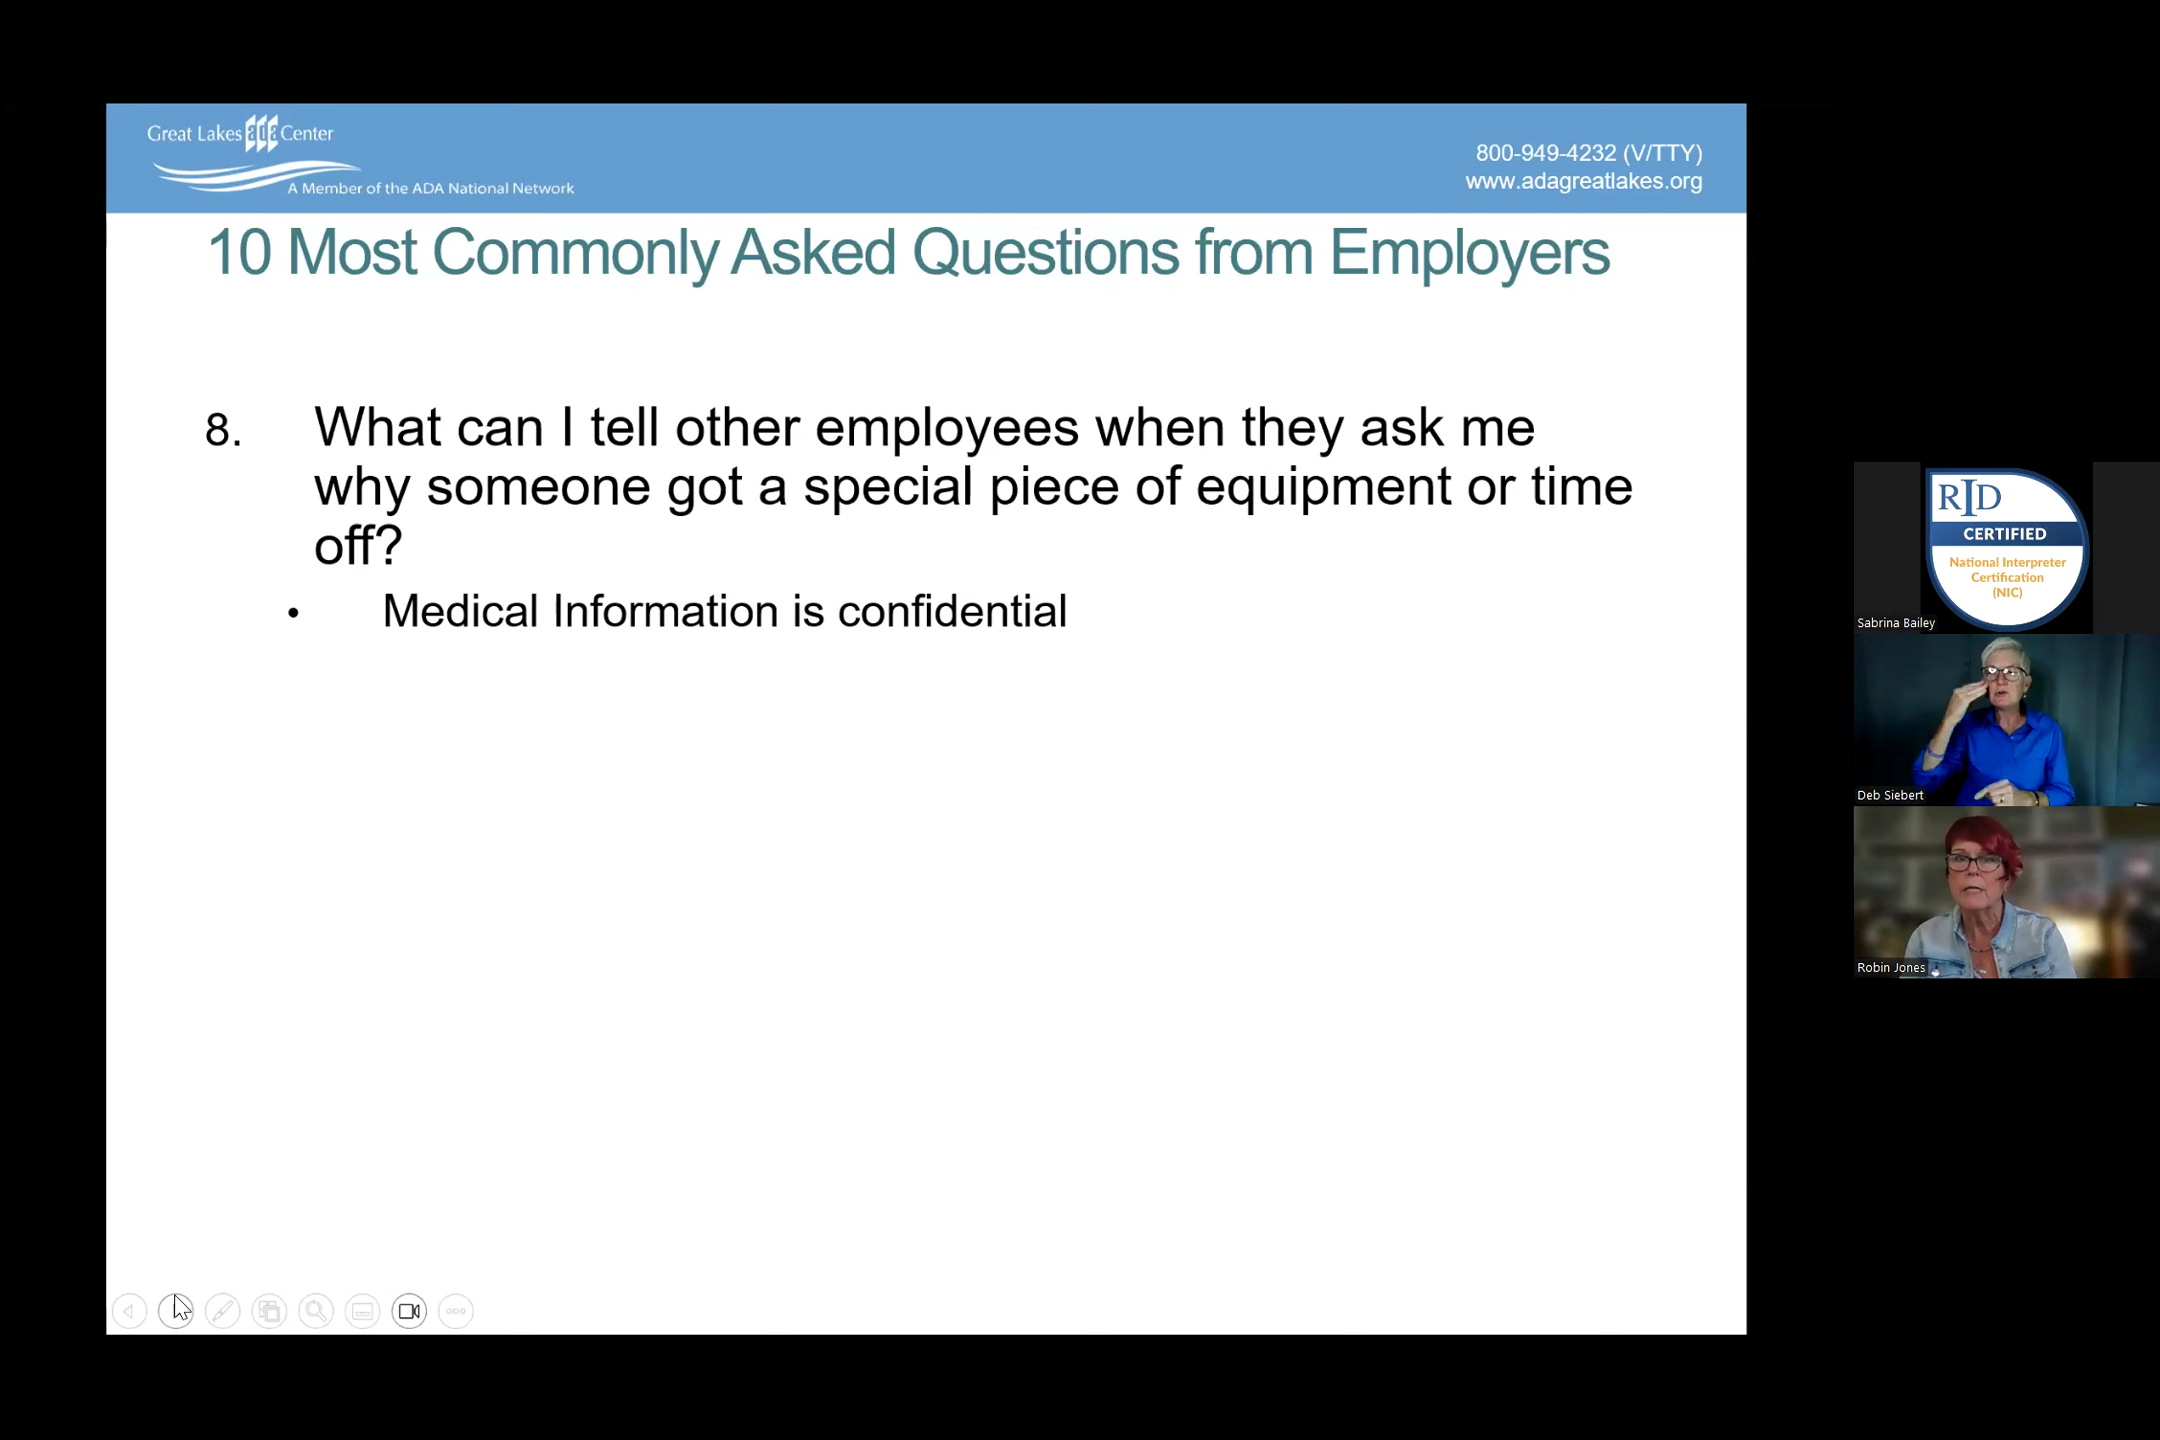 Great Lakes ada Center
A Member of the ADA National Network
800-949-4232 (V/TTY)
www.adagreatlakes.org
10 Most Commonly Asked Questions from Employers
8. What can I tell other employees when they ask me
why someone got a special piece of equipment or time
off?
• Medical Information is confidential
RID
CERTIFIED
National Interpreter
Certification
(NIC)
Sabrina Bailey
Deb Siebert
Robin Jones